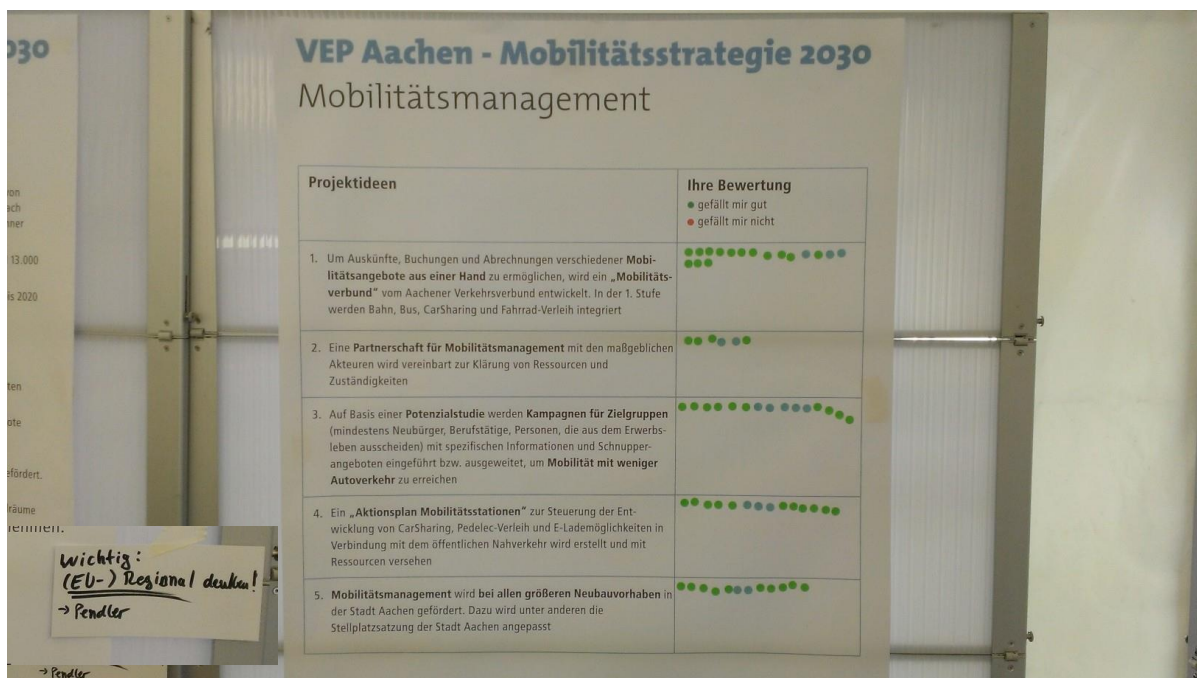 030
von
ach
nner
13.000
is 2020
ten
ote
efördert.
räume
VEP Aachen - Mobilitätsstrategie 2030
Mobilitätsmanagement
Projektideen
Ihre Bewertung
gefällt mir gut
gefällt mir nicht
1. Um Auskünfte, Buchungen und Abrechnungen verschiedener Mobi-
litätsangebote aus einer Hand zu ermöglichen, wird ein „Mobilitäts-
verbund" vom Aachener Verkehrsverbund entwickelt. In der 1. Stufe
werden Bahn, Bus, CarSharing und Fahrrad-Verleih integriert
2. Eine Partnerschaft für Mobilitätsmanagement mit den maßgeblichen
Akteuren wird vereinbart zur Klärung von Ressourcen und
Zuständigkeiten
3. Auf Basis einer Potenzialstudie werden Kampagnen für Zielgruppen
(mindestens Neubürger, Berufstätige, Personen, die aus dem Erwerbs-
leben ausscheiden) mit spezifischen Informationen und Schnupper-
angeboten eingeführt bzw. ausgeweitet, um Mobilität mit weniger
Autoverkehr zu erreichen
4. Ein „Aktionsplan Mobilitätsstationen" zur Steuerung der Ent-
wicklung von CarSharing, Pedelec-Verleih und E-Lademöglichkeiten in
Verbindung mit dem öffentlichen Nahverkehr wird erstellt und mit
Ressourcen versehen
5. Mobilitätsmanagement wird bei allen größeren Neubauvorhaben in
der Stadt Aachen gefördert. Dazu wird unter anderen die
Stellplatzsatzung der Stadt Aachen angepasst
Wichtig:
(EU-) Regional denken!
→ Pendler
→ Pendler